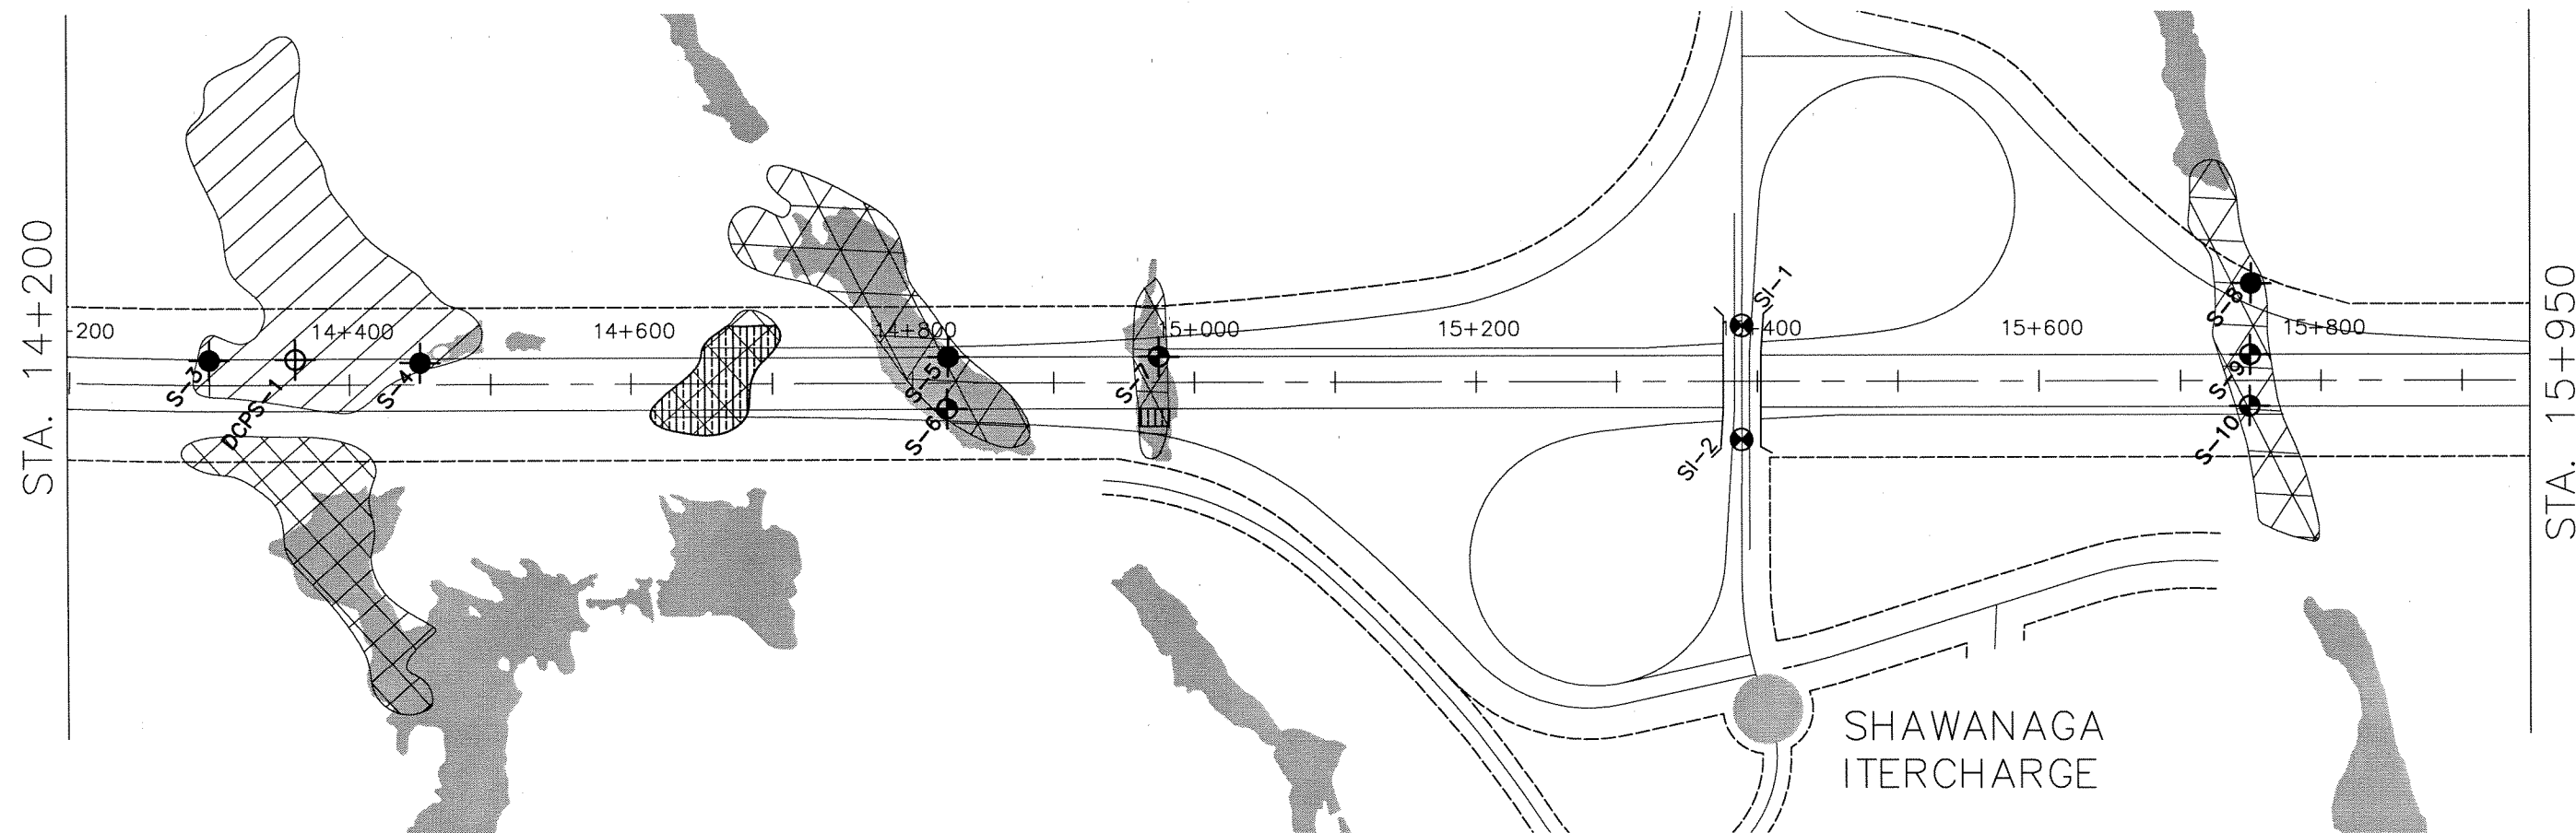 STA. 14+200
200
14+400
14+600
14+800
15+000
15+200
15+400
15+600
15+800
STA. 15+950
S-3
DCPS-1
S-4
S-5
S-6
S-7
SI-1
SI-2
S-8
S-9
S-10
SHAWANAGA
ITERCHARGE